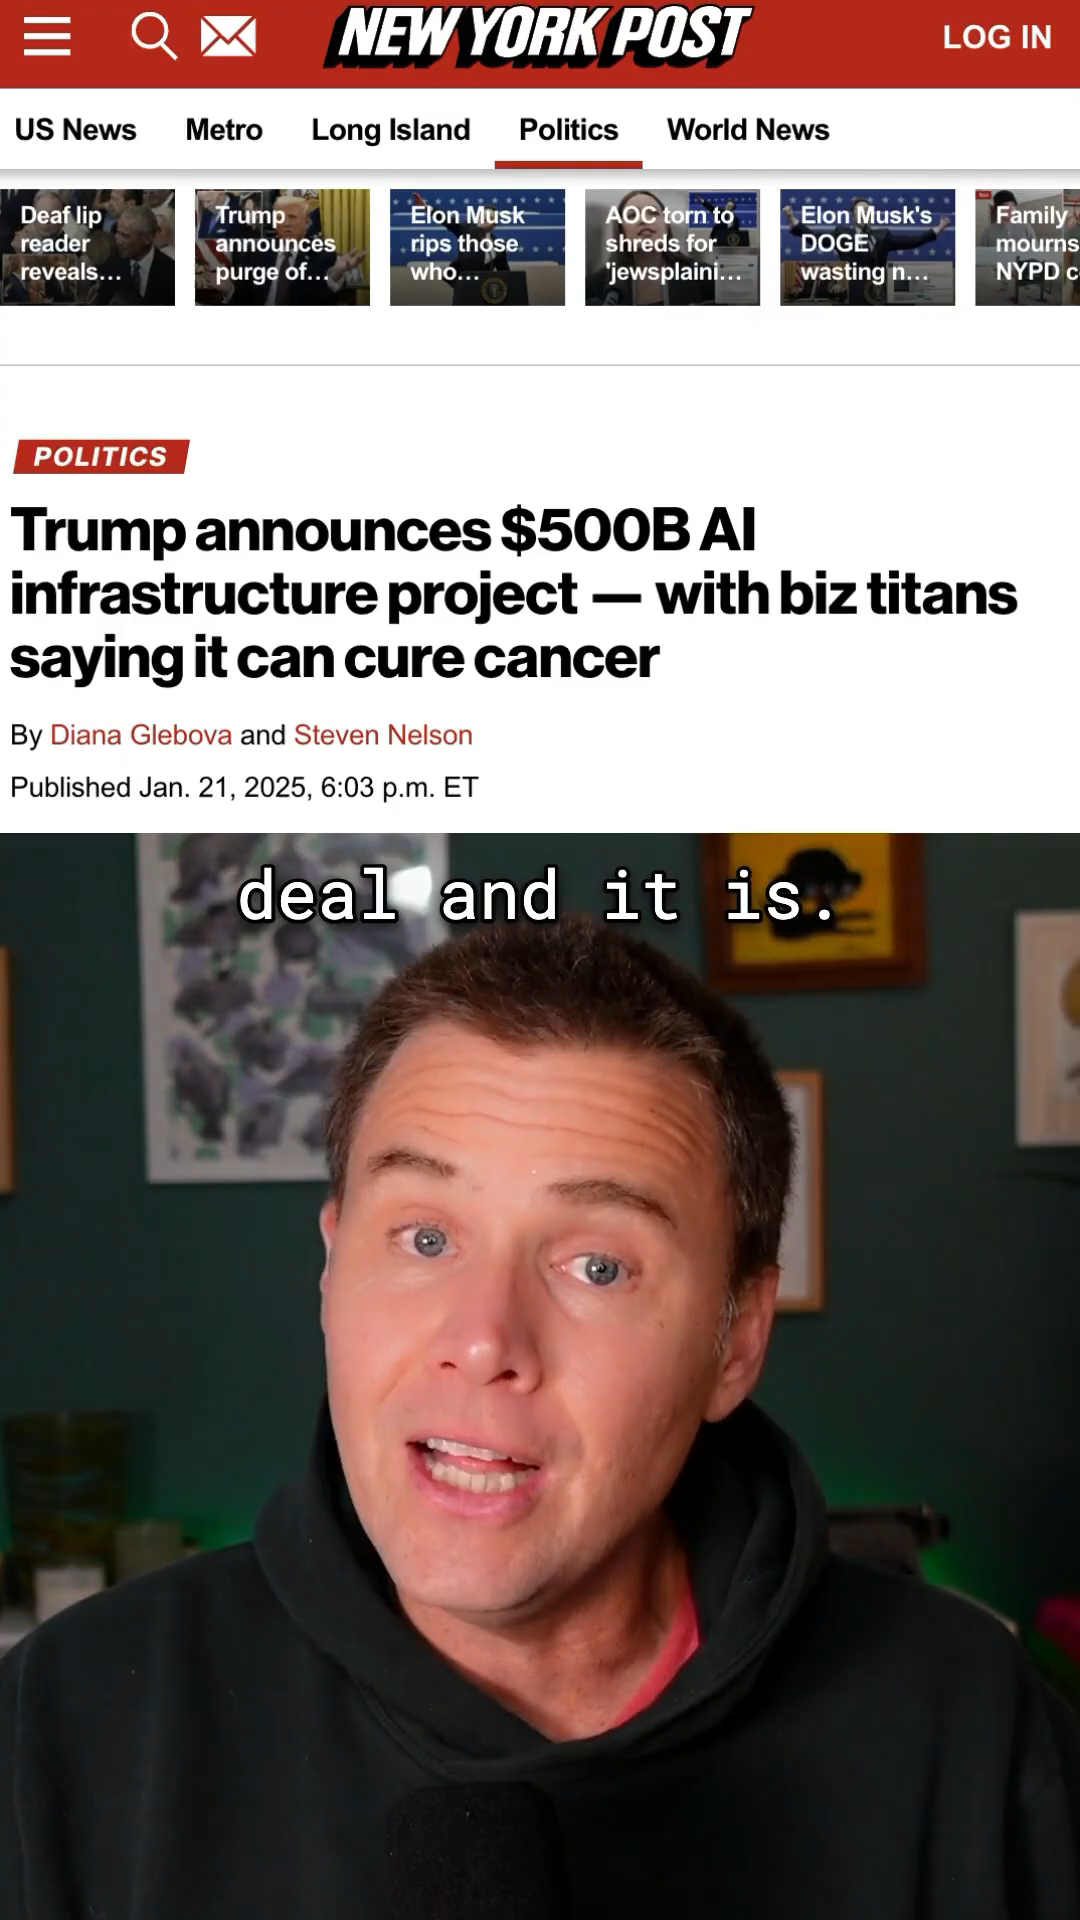 NEW YORK POST
LOG IN
US News Metro Long Island Politics World News
Deaf lip
reader
reveals...
Trump
announces
purge of...
Elon Musk
rips those
who...
AOC torn to
shreds for
'jewsplaini...
Elon Musk's
DOGE
wasting n...
Family
mourns
NYPD c
POLITICS
Trump announces $500B AI
infrastructure project — with biz titans
saying it can cure cancer
By Diana Glebova and Steven Nelson
Published Jan. 21, 2025, 6:03 p.m. ET
deal and it is.